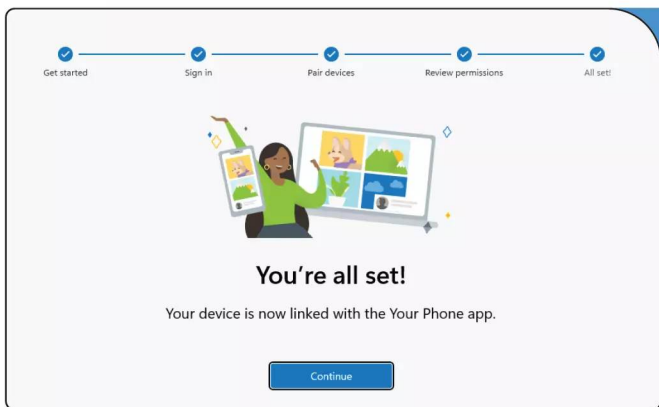 Get started
Sign in
Pair devices
Review permissions
All set!
You're all set!
Your device is now linked with the Your Phone app.
Continue